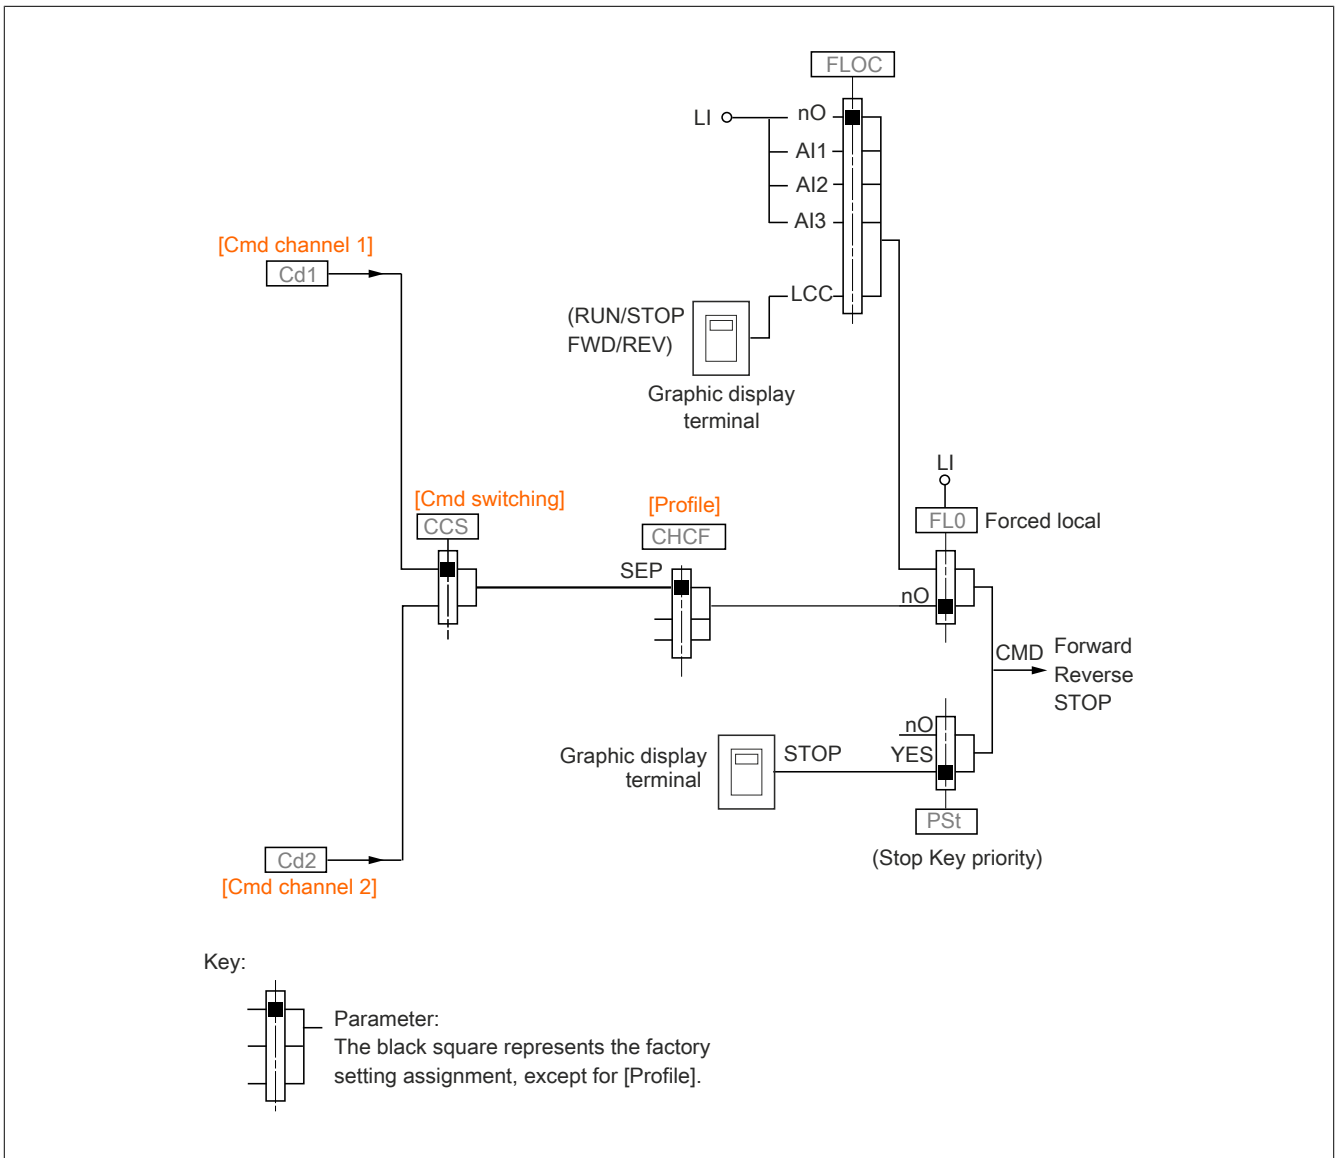 FLOC
LI
nO
AI1
AI2
AI3
LCC
[Cmd channel 1]
Cd1
(RUN/STOP
FWD/REV)
Graphic display
terminal
LI
[Cmd switching]
CCS
[Profile]
CHCF
FL0
Forced local
SEP
nO
CMD
Forward
Reverse
STOP
nO
Graphic display
terminal
STOP
YES
PSt
(Stop Key priority)
Cd2
[Cmd channel 2]
Key:
Parameter:
The black square represents the factory
setting assignment, except for [Profile].